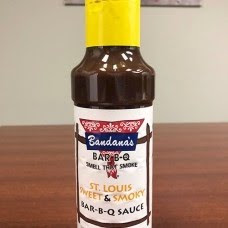 Bandana's
BAR-B-Q
SMELL THAT SMOKE
ST. LOUIS
SWEET & SMOKY
BAR-B-Q SAUCE